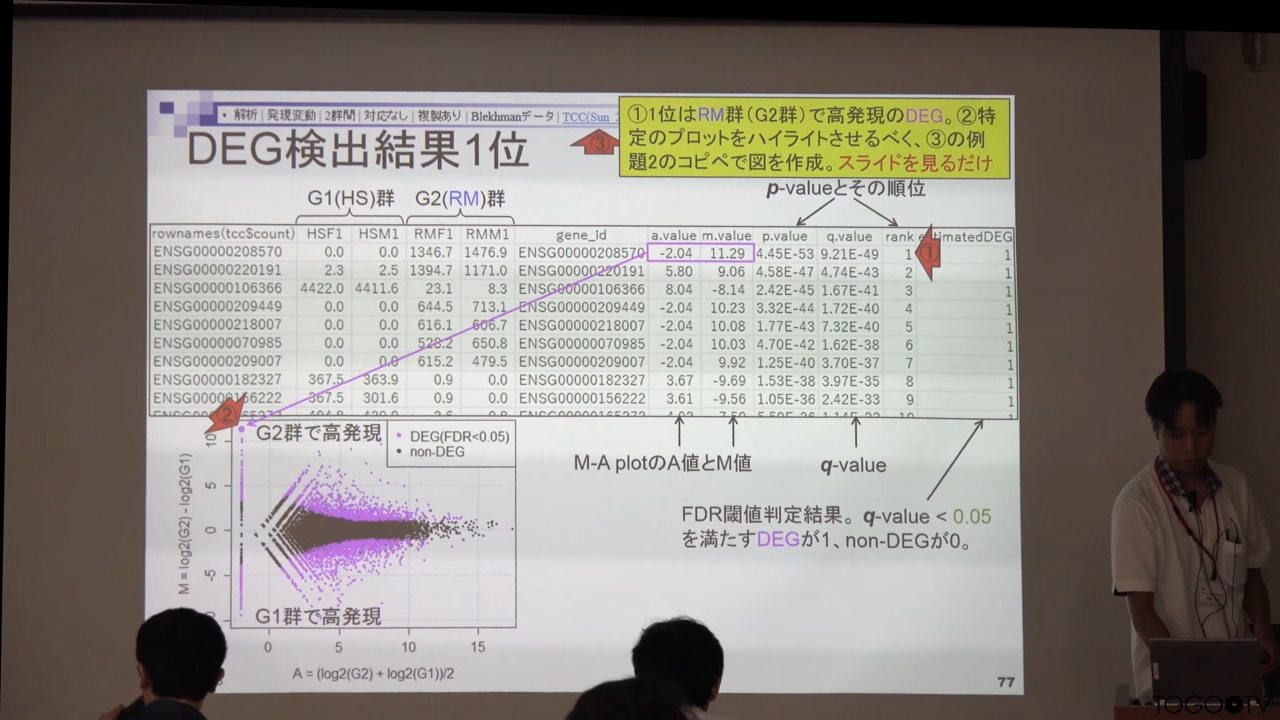 • 解析 | 発現変動 | 2群間 | 対応なし | 複製あり | Blekhmanデータ | TCC(Sun_2
DEG検出結果1位
①1位はRM群(G2群)で高発現のDEG。②特
定のプロットをハイライトさせるべく、③の例
題2のコピペで図を作成。スライドを見るだけ
③
G1(HS)群 G2(RM)群
p-valueとその順位
rownames(tcc$count) HSF1 HSM1 RMF1 RMM1 gene_id a.value m.value p.value q.value rank estimatedDEG
ENSG00000208570 0.0 0.0 1346.7 1476.9 ENSG00000208570 -2.04 11.29 4.45E-53 9.21E-49 1 1
①
ENSG00000220191 2.3 2.5 1394.7 1171.0 ENSG00000220191 5.80 9.06 4.58E-47 4.74E-43 2 1
ENSG00000106366 4422.0 4411.6 23.1 8.3 ENSG00000106366 8.04 -8.14 2.42E-45 1.67E-41 3 1
ENSG00000209449 0.0 0.0 644.5 713.1 ENSG00000209449 -2.04 10.23 3.32E-44 1.72E-40 4 1
ENSG00000218007 0.0 0.0 616.1 606.7 ENSG00000218007 -2.04 10.08 1.77E-43 7.32E-40 5 1
ENSG00000070985 0.0 0.0 528.2 650.8 ENSG00000070985 -2.04 10.03 4.70E-42 1.62E-38 6 1
ENSG00000209007 0.0 0.0 615.2 479.5 ENSG00000209007 -2.04 9.92 1.25E-40 3.70E-37 7 1
ENSG00000182327 367.5 363.9 0.9 0.0 ENSG00000182327 3.67 -9.69 1.53E-38 3.97E-35 8 1
ENSG00000156222 367.5 301.6 0.9 0.0 ENSG00000156222 3.61 -9.56 1.05E-36 2.42E-33 9 1
②
G2群で高発現
• DEG(FDR<0.05)
• non-DEG
M-A plotのA値とM値
q-value
FDR閾値判定結果。q-value < 0.05
を満たすDEGが1、non-DEGが0。
M = log2(G2) - log2(G1)
10
5
0
-5
G1群で高発現
0 5 10 15
A = (log2(G2) + log2(G1))/2
77
TOGO TV